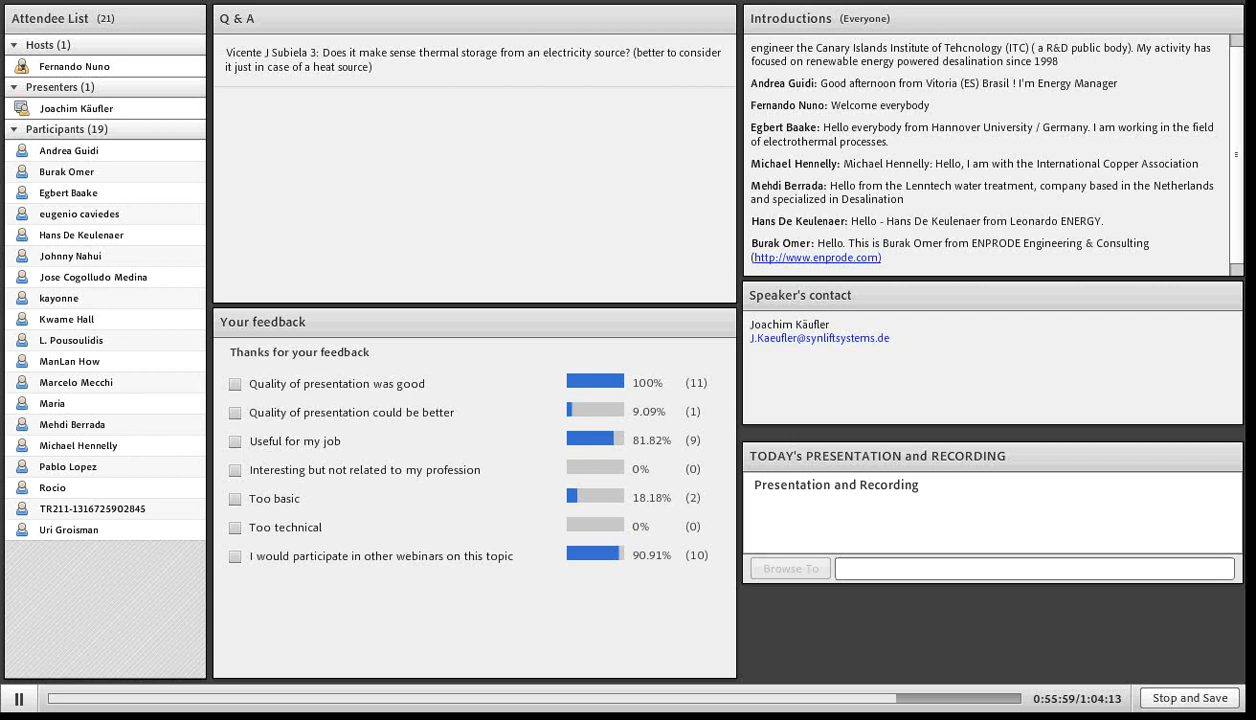 Attendee List (21)
Hosts (1)
Fernando Nuno
Presenters (1)
Joachim Käufler
Participants (19)
Andrea Guidi
Burak Omer
Egbert Baake
eugenio caviedes
Hans De Keulenaer
Johnny Nahui
Jose Cogolludo Medina
kayonne
Kwame Hall
L. Pousoulidis
ManLan How
Marcelo Mecchi
Maria
Mehdi Berrada
Michael Hennelly
Pablo Lopez
Rocio
TR211-1316725902845
Uri Groisman
Q & A
Vicente J Subiela 3: Does it make sense thermal storage from an electricity source? (better to consider
it just in case of a heat source)
Your feedback
Thanks for your feedback
Quality of presentation was good 100% (11)
Quality of presentation could be better 9.09% (1)
Useful for my job 81.82% (9)
Interesting but not related to my profession 0% (0)
Too basic 18.18% (2)
Too technical 0% (0)
I would participate in other webinars on this topic 90.91% (10)
Introductions (Everyone)
engineer the Canary Islands Institute of Tehcnology (ITC) ( a R&D public body). My activity has
focused on renewable energy powered desalination since 1998
Andrea Guidi: Good afternoon from Vitoria (ES) Brasil ! I'm Energy Manager
Fernando Nuno: Welcome everybody
Egbert Baake: Hello everybody from Hannover University / Germany. I am working in the field
of electrothermal processes.
Michael Hennelly: Michael Hennelly: Hello, I am with the International Copper Association
Mehdi Berrada: Hello from the Lenntech water treatment, company based in the Netherlands
and specialized in Desalination
Hans De Keulenaer: Hello - Hans De Keulenaer from Leonardo ENERGY.
Burak Omer: Hello. This is Burak Omer from ENPRODE Engineering & Consulting
(http://www.enprode.com)
Speaker's contact
Joachim Käufler
J.Kaeufler@synliftsystems.de
TODAY's PRESENTATION and RECORDING
Presentation and Recording
Browse To
0:55:59/1:04:13
Stop and Save